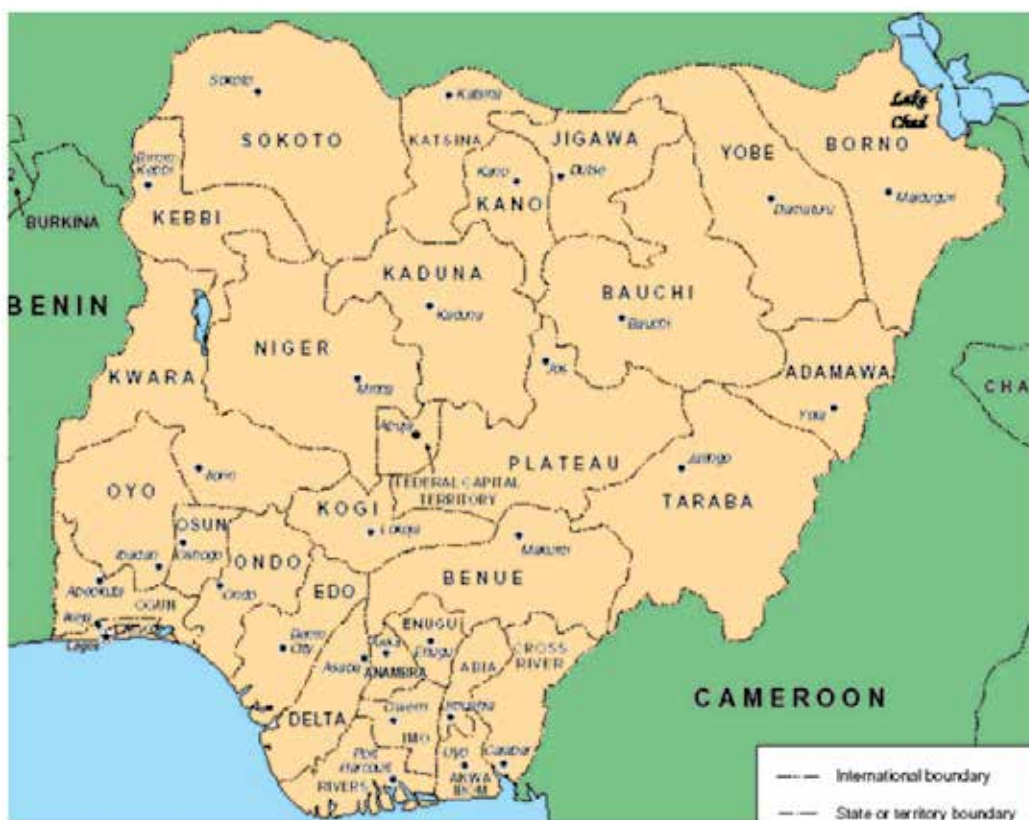 Sokoto
Katsina
Lake
Chad
SOKOTO
KATSINA
JIGAWA
YOBE
BORNO
Birnin
Kebbi
Kano
Dutse
Damaturu
Maiduguri
BURKINA
KEBBI
KANO
KADUNA
BAUCHI
BENIN
Kaduna
Bauchi
NIGER
KWARA
Minna
Jos
ADAMAWA
CHA
Yola
Abuja
PLATEAU
Jalingo
Ilorin
FEDERAL CAPITAL
TERRITORY
TARABA
OYO
KOGI
Lokoja
OSUN
Oshogbo
ONDO
Makurdi
Ibadan
BENUE
Abeokuta
Ondo
EDO
OGUN
Ikeja
Lagos
Benin
City
ENUGU
Enugu
Awka
Asaba
ANAMBRA
ABIA
CROSS
RIVER
CAMEROON
DELTA
Owerri
IMO
Umuahia
Port
Harcourt
RIVERS
Uyo
AKWA
IBOM
Calabar
International boundary
State or territory boundary